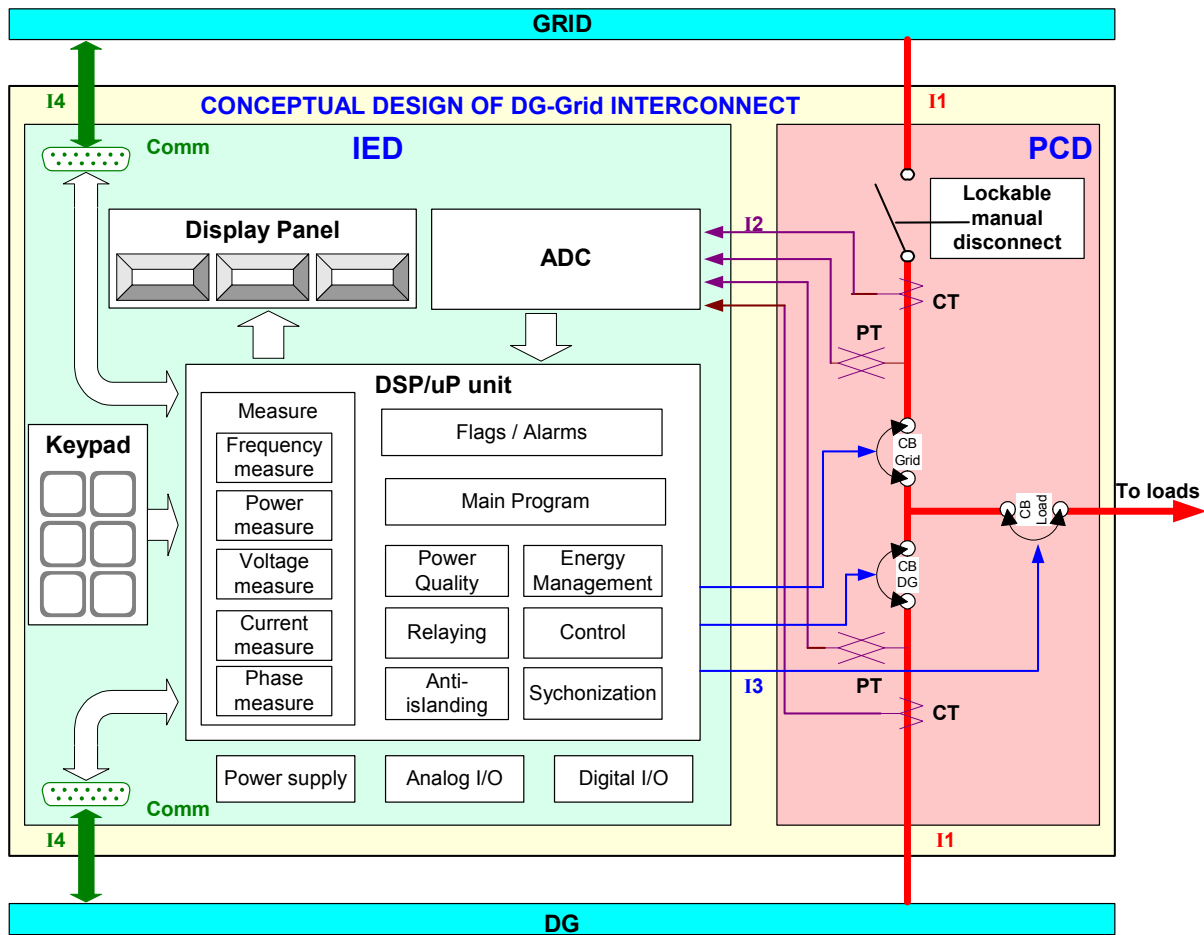 GRID
I4
I1
CONCEPTUAL DESIGN OF DG-Grid INTERCONNECT
Comm
IED
PCD
Display Panel
ADC
I2
Lockable
manual
disconnect
CT
PT
DSP/uP unit
Measure
Frequency
measure
Power
measure
Voltage
measure
Current
measure
Phase
measure
Flags / Alarms
Main Program
Power
Quality
Energy
Management
Relaying
Control
Anti-
islanding
Sychonization
Keypad
CB
Grid
To loads
CB
Load
CB
DG
I3
PT
CT
Power supply
Analog I/O
Digital I/O
Comm
I4
I1
DG